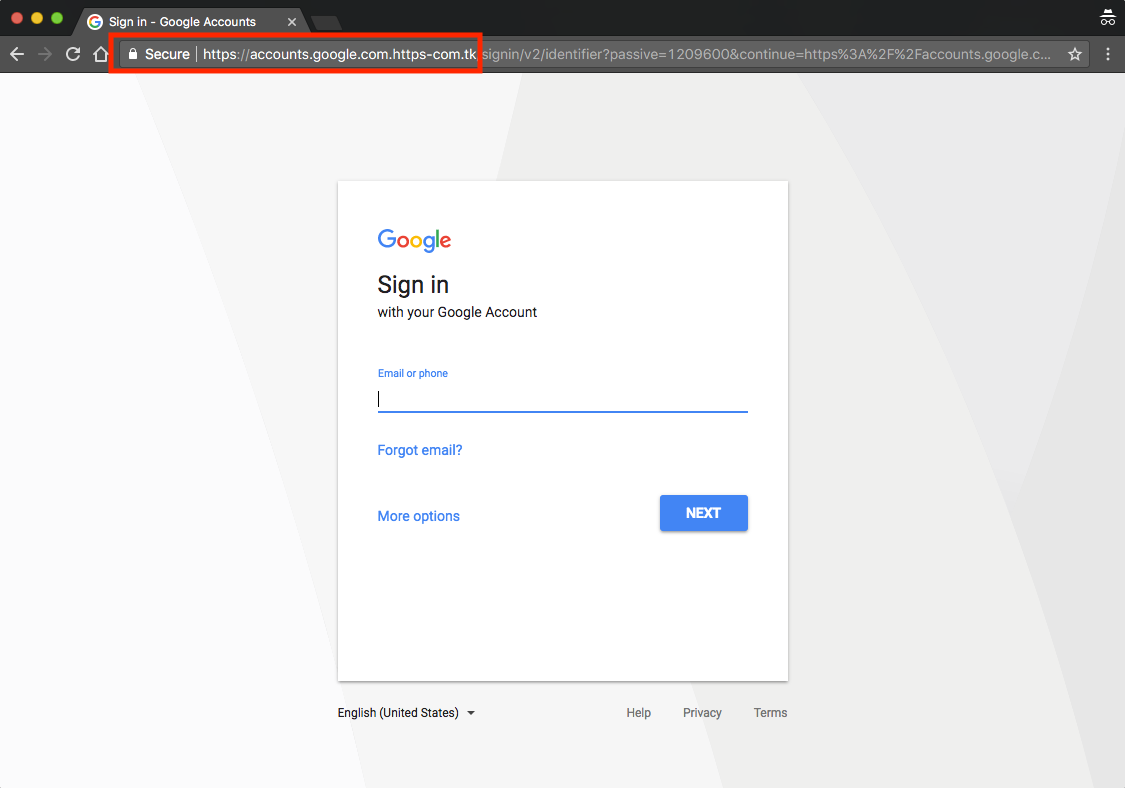 Sign in - Google Accounts
Secure https://accounts.google.com.https-com.tk/signin/v2/identifier?passive=1209600&continue=https%3A%2F%2Faccounts.google.c...
Google
Sign in
with your Google Account
Email or phone
Forgot email?
More options
NEXT
English (United States)
Help
Privacy
Terms